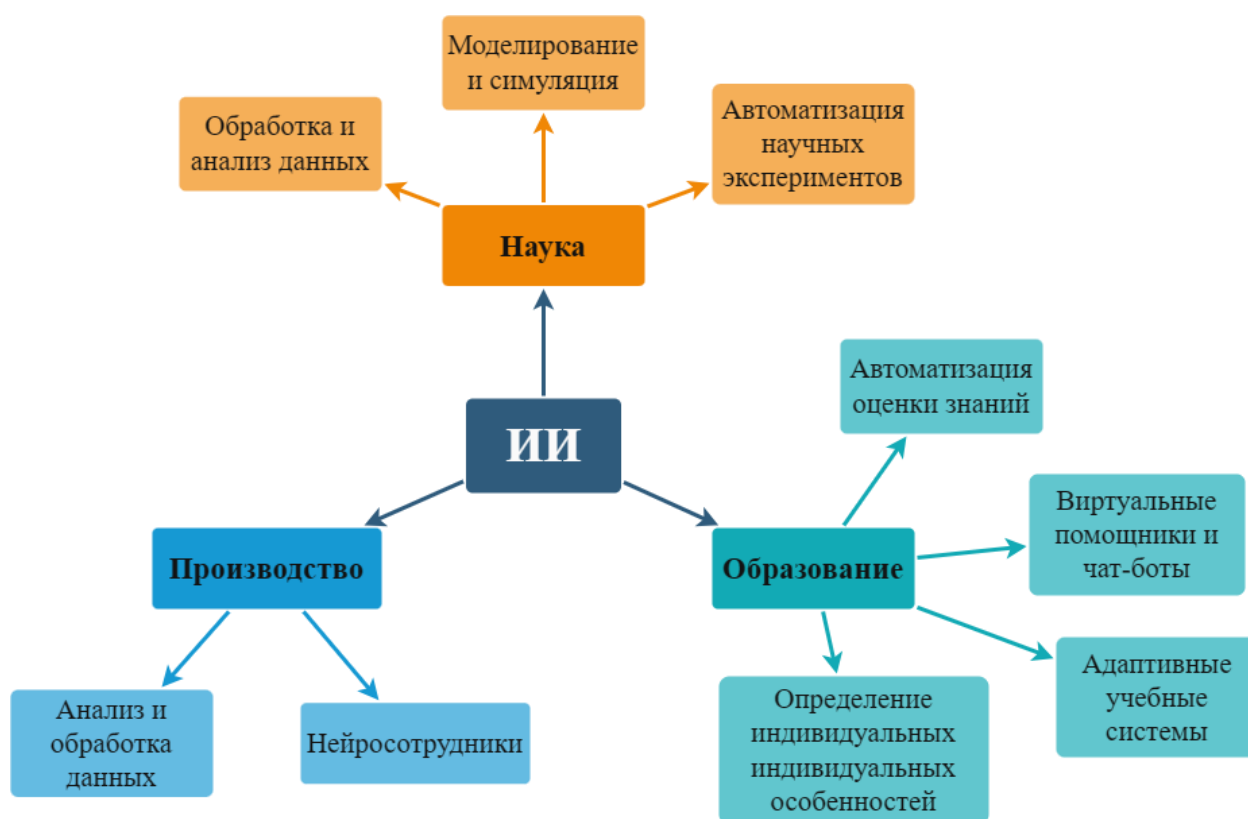 Моделирование
и симуляция
Обработка и
анализ данных
Автоматизация
научных
экспериментов
Наука
ИИ
Автоматизация
оценки знаний
Виртуальные
помощники и
чат-боты
Производство
Образование
Адаптивные
учебные
системы
Анализ и
обработка
данных
Нейросотрудники
Определение
индивидуальных
индивидуальных
особенностей